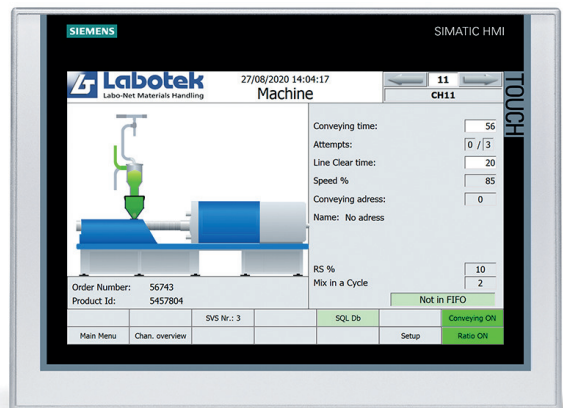 SIEMENS
SIMATIC HMI
TOUCH
Labotek
Labo-Net Materials Handling
27/08/2020 14:04:17
Machine
11
CH11
Conveying time: 56
Attempts: 0 / 3
Line Clear time: 20
Speed % 85
Conveying adress: 0
Name: No adress
RS % 10
Mix in a Cycle 2
Order Number: 56743
Product Id: 5457804
Not in FIFO
SVS Nr.: 3
SQL Db
Conveying ON
Main Menu
Chan. overview
Setup
Ratio ON